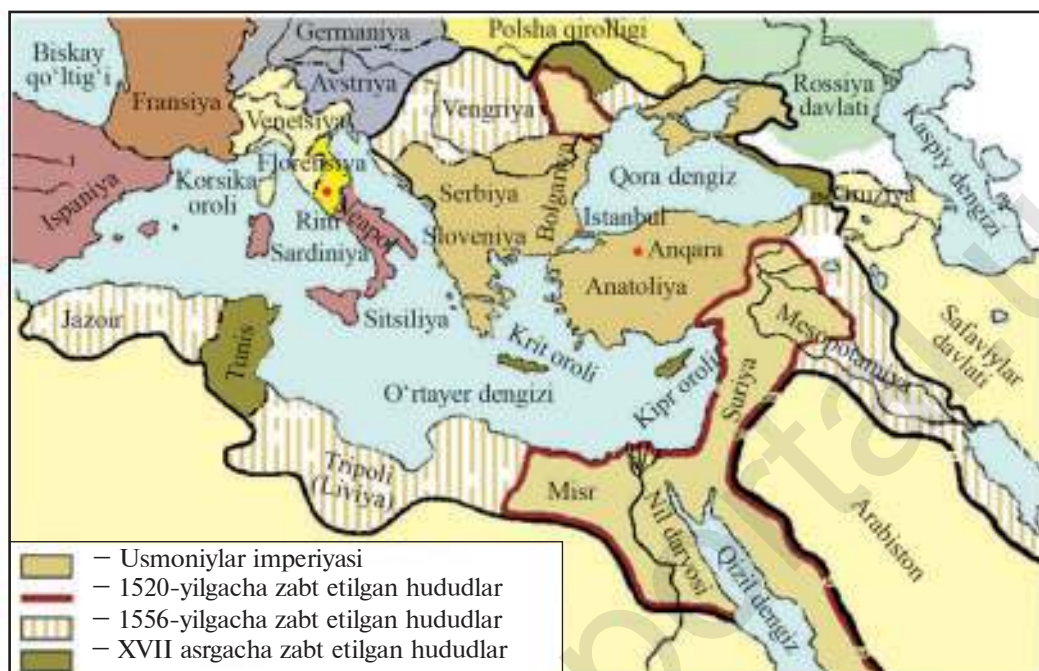 Germaniya
Polsha qirolligi
Biskay
qo‘ltig‘i
Avstriya
Rossiya
davlati
Fransiya
Vengriya
Venetsiya
Kaspiy dengizi
Florensiya
Korsika
oroli
Serbiya
Bolgariya
Qora dengiz
Gruziya
Ispaniya
Rim
Neapol
Istanbul
Sardiniya
Sloveniya
Anqara
Anatoliya
Jazoir
Sitsiliya
Mesopotamiya
Safaviylar
davlati
Tunis
Krit oroli
O‘rtayer dengizi
Kipr oroli
Suriya
Tripoli
(Liviya)
Misr
Nil daryosi
Arabiston
Qizil dengiz
– Usmoniylar imperiyasi
– 1520-yilgacha zabt etilgan hududlar
– 1556-yilgacha zabt etilgan hududlar
– XVII asrgacha zabt etilgan hududlar